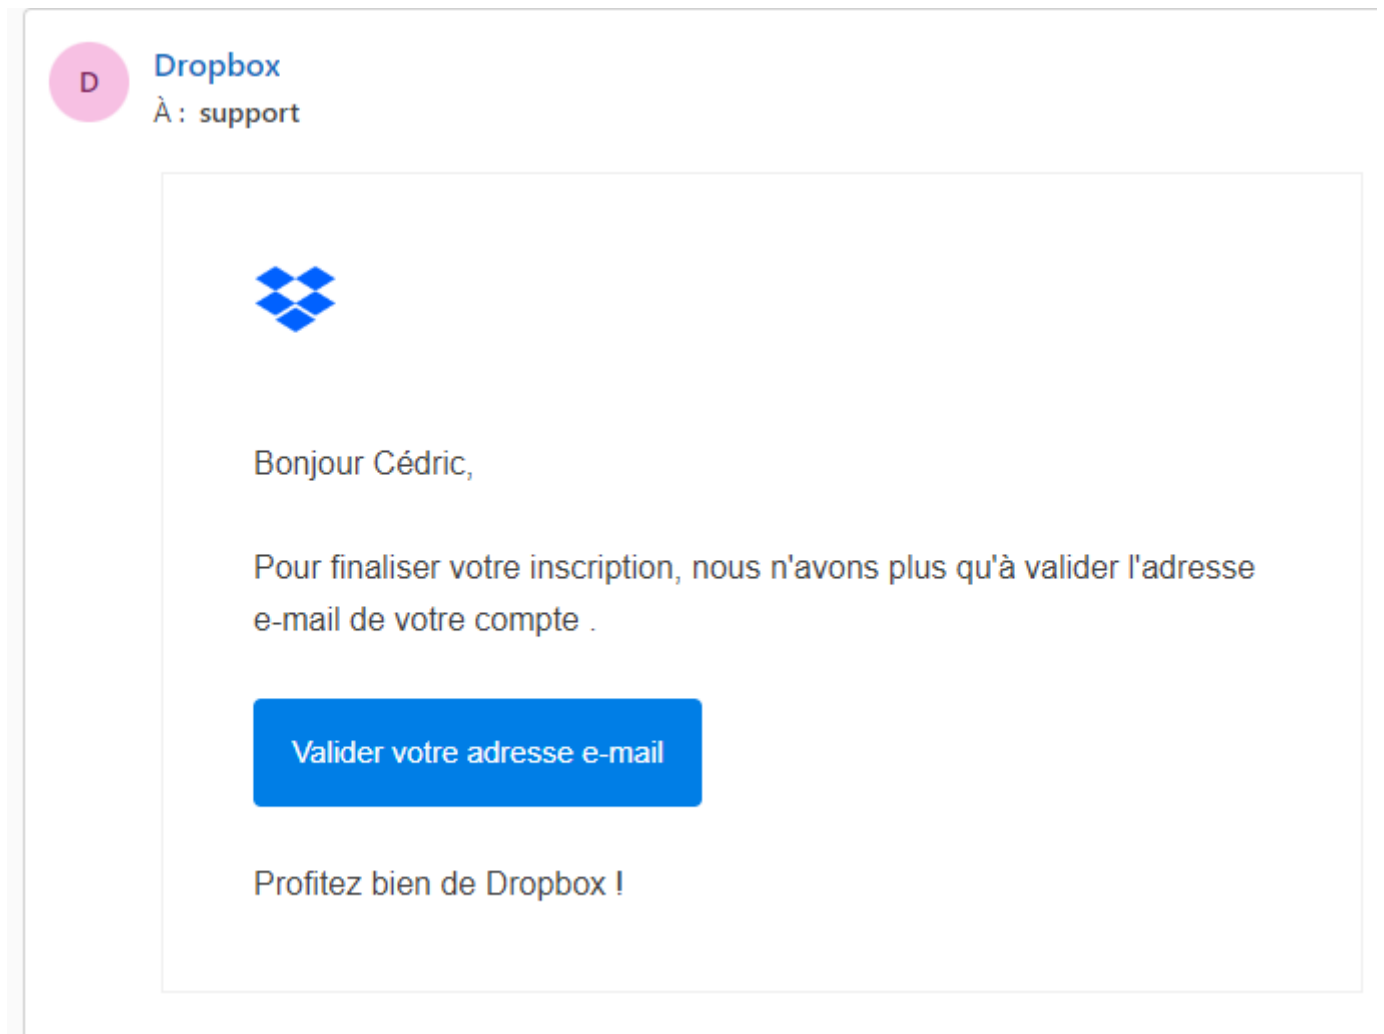 D
Dropbox
À : support
Bonjour Cédric,
Pour finaliser votre inscription, nous n'avons plus qu'à valider l'adresse
e-mail de votre compte .
Valider votre adresse e-mail
Profitez bien de Dropbox !